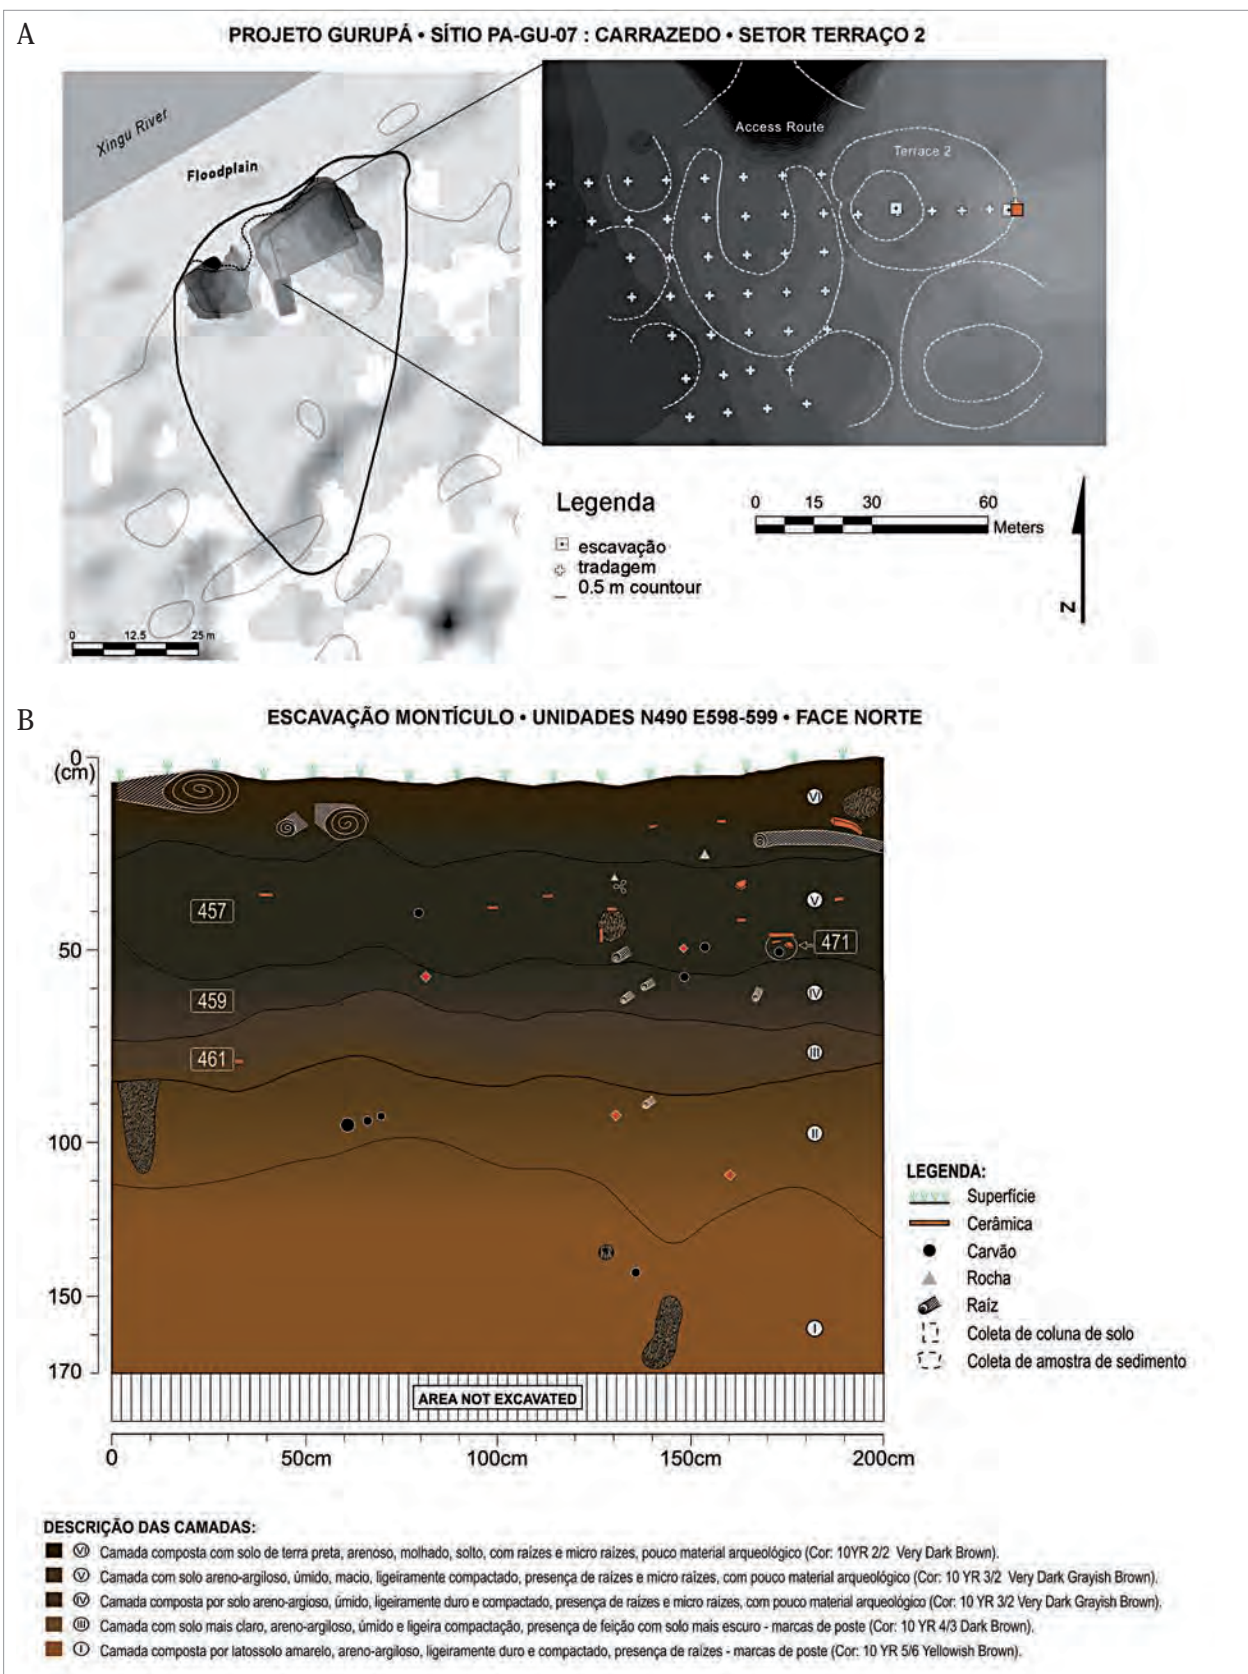 A
PROJETO GURUPÁ • SÍTIO PA-GU-07 : CARRAZEDO • SETOR TERRAÇO 2
Xingu River
Floodplain
0 12.5 25 m
Access Route
Terrace 2
Legenda
escavação
tradagem
0.5 m countour
0 15 30 60
Meters
N
B
ESCAVAÇÃO MONTÍCULO • UNIDADES N490 E598-599 • FACE NORTE
0
(cm)
50
100
150
170
457
459
461
471
VI
V
IV
III
II
I
AREA NOT EXCAVATED
0 50cm 100cm 150cm 200cm
LEGENDA:
Superfície
Cerâmica
Carvão
Rocha
Raíz
Coleta de coluna de solo
Coleta de amostra de sedimento
DESCRIÇÃO DAS CAMADAS:
VI Camada composta com solo de terra preta, arenoso, molhado, solto, com raízes e micro raízes, pouco material arqueológico (Cor: 10YR 2/2 Very Dark Brown).
V Camada com solo areno-argiloso, úmido, macio, ligeiramente compactado, presença de raízes e micro raízes, com pouco material arqueológico (Cor: 10 YR 3/2 Very Dark Grayish Brown).
IV Camada composta por solo areno-argioso, úmido, ligeiramente duro e compactado, presença de raízes e micro raízes, com pouco material arqueológico (Cor: 10 YR 3/2 Very Dark Grayish Brown).
III Camada com solo mais claro, areno-argiloso, úmido e ligeira compactação, presença de feição com solo mais escuro - marcas de poste (Cor: 10 YR 4/3 Dark Brown).
I Camada composta por latossolo amarelo, areno-argiloso, ligeiramente duro e compactado, presença de raízes - marcas de poste (Cor: 10 YR 5/6 Yellowish Brown).